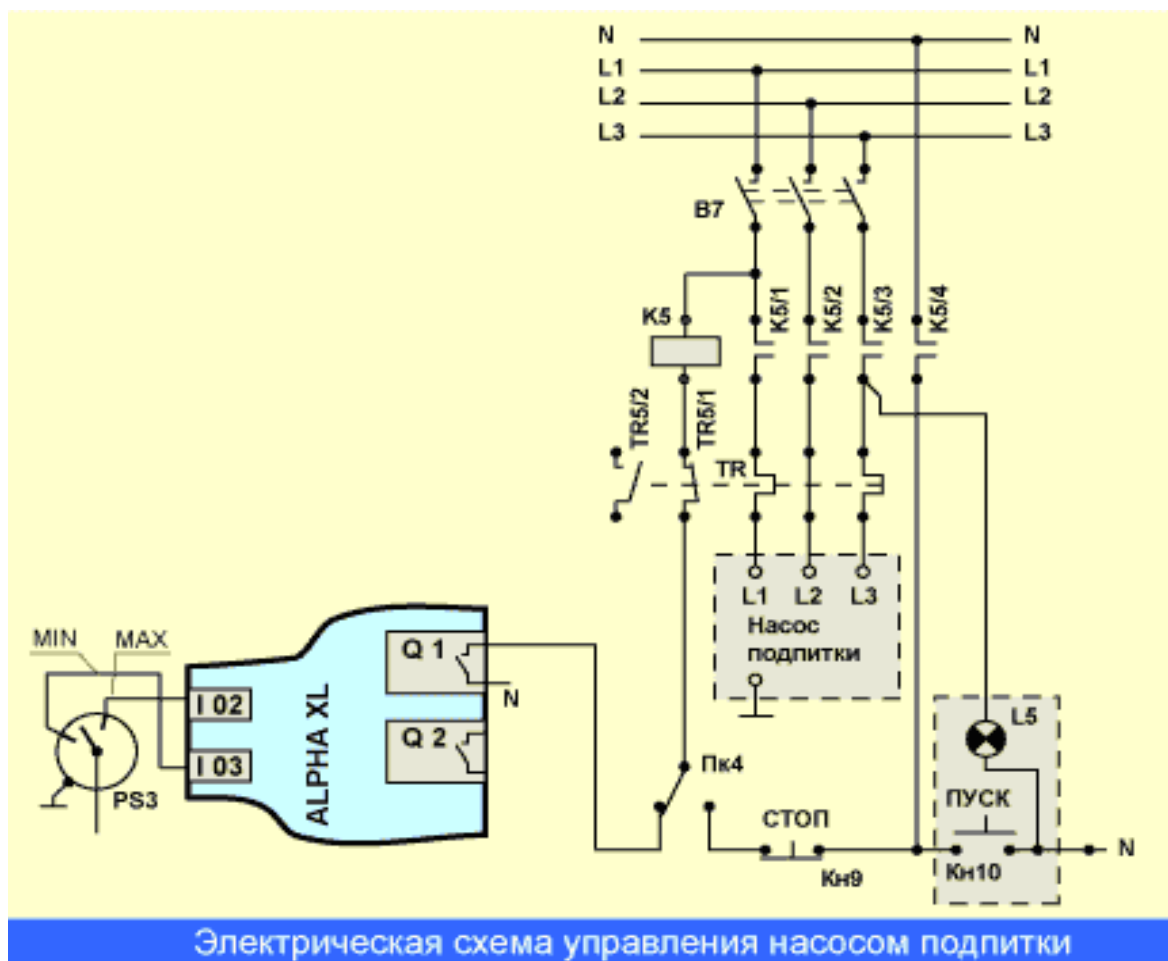 N N
L1 L1
L2 L2
L3 L3
В7
K5
K5/1
K5/2
K5/3
K5/4
TR5/2
TR5/1
TR
L1 L2 L3
Насос
подпитки
MIN
MAX
I 02
I 03
PS3
ALPHA XL
Q 1
N
Q 2
Пк4
L5
ПУСК
СТОП
Кн9
Кн10
N
Электрическая схема управления насосом подпитки